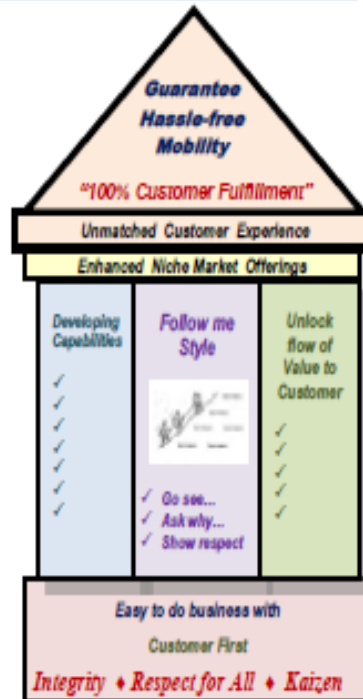 Guarantee
Hassle-free
Mobility
“100% Customer Fulfillment”
Unmatched Customer Experience
Enhanced Niche Market Offerings
Developing
Capabilities
✓
✓
✓
✓
✓
✓
✓
Follow me
Style
✓ Go see...
✓ Ask why...
✓ Show respect
Unlock
flow of
Value to
Customer
✓
✓
✓
✓
✓
Easy to do business with
Customer First
Integrity ♦ Respect for All ♦ Kaizen